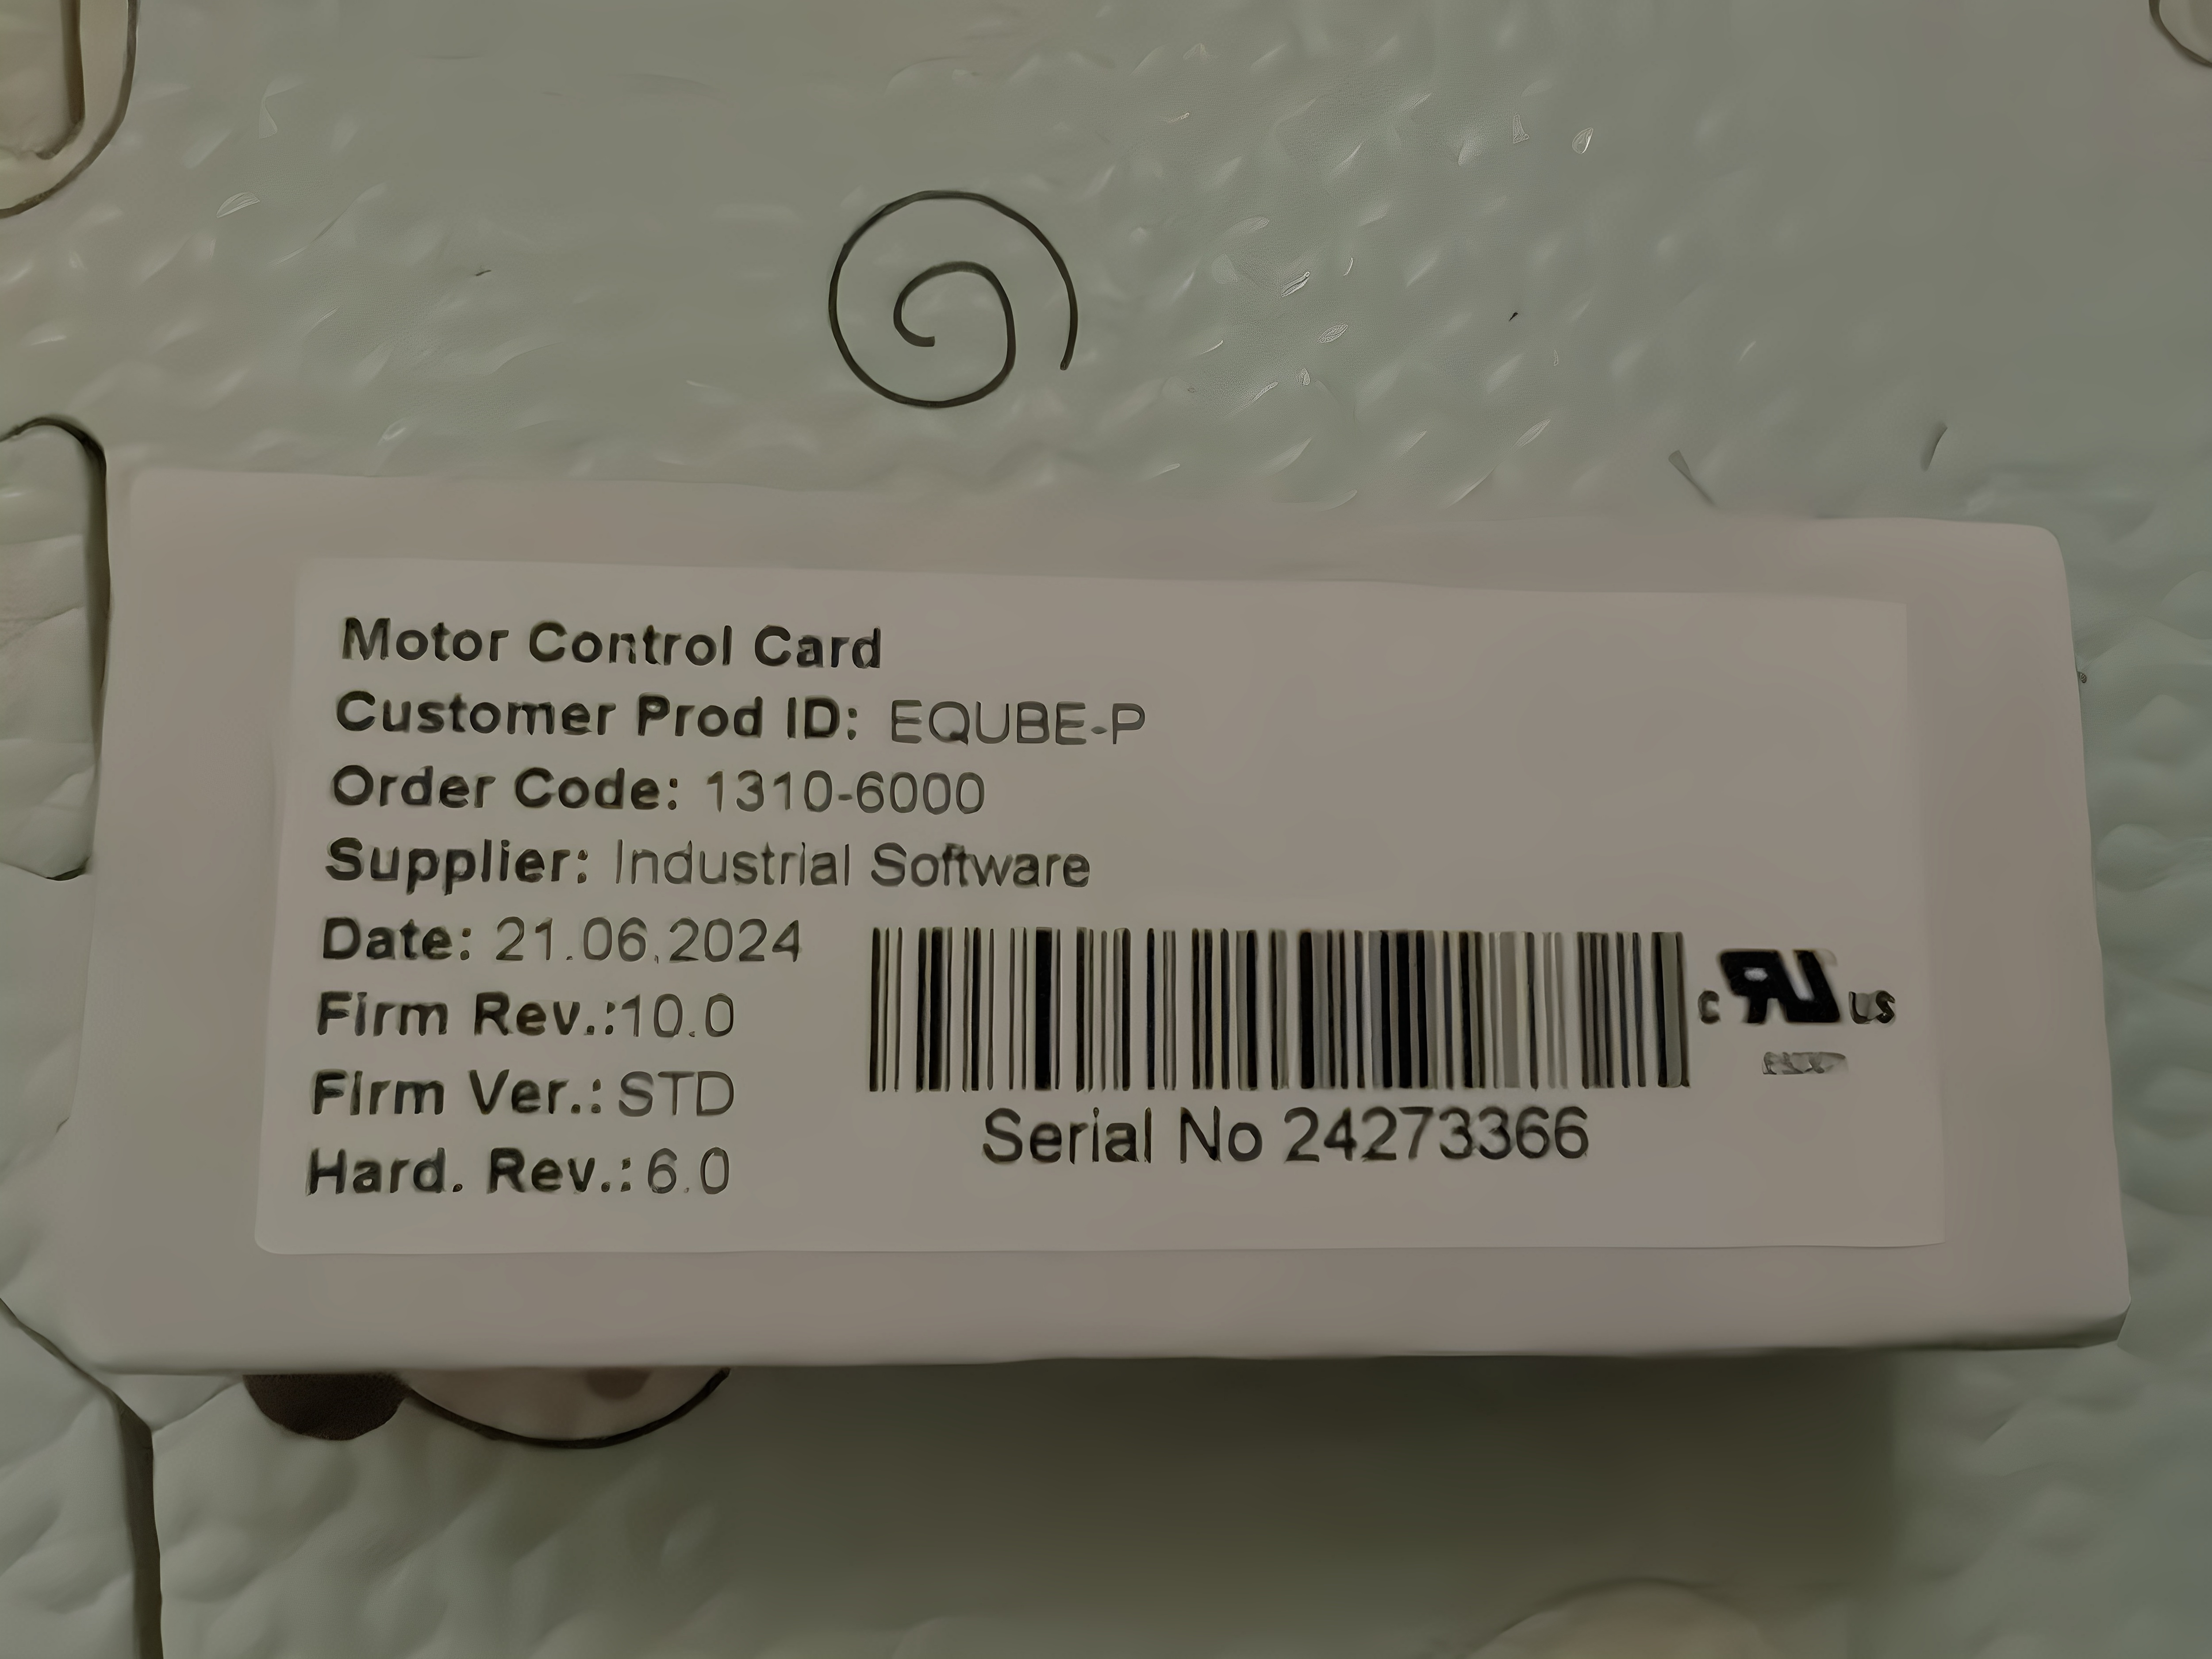 Motor Control Card
Customer Prod ID: EQUBE-P
Order Code: 1310-6000
Supplier: Industrial Software
Date: 21.06.2024
Firm Rev.:10.0
Firm Ver.: STD
Hard. Rev.: 6.0
Serial No 24273366
c RU us